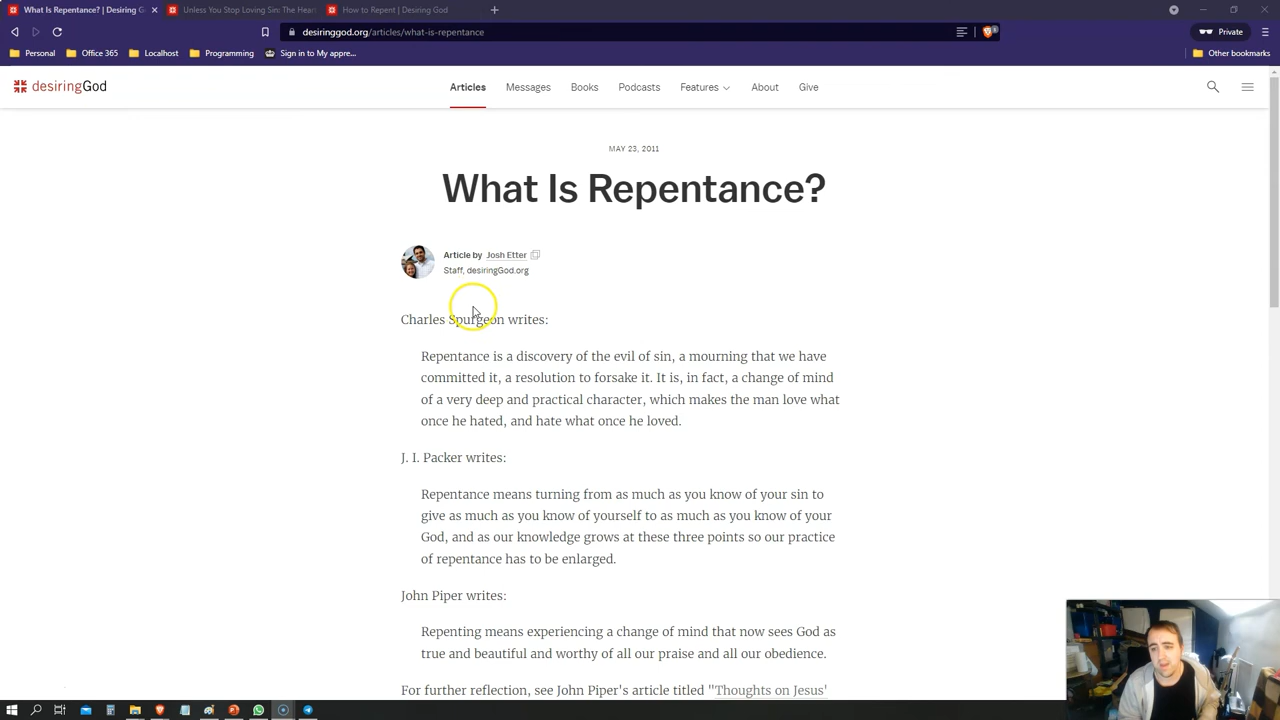 What Is Repentance? | Desiring G
Unless You Stop Loving Sin: The Hear
How to Repent | Desiring God
desiringgod.org/articles/what-is-repentance
Private
Personal
Office 365
Localhost
Programming
Sign in to My appre...
Other bookmarks
desiringGod
Articles
Messages
Books
Podcasts
Features
About
Give
MAY 23, 2011
What Is Repentance?
Article by Josh Etter
Staff, desiringGod.org
Charles Spurgeon writes:
Repentance is a discovery of the evil of sin, a mourning that we have
committed it, a resolution to forsake it. It is, in fact, a change of mind
of a very deep and practical character, which makes the man love what
once he hated, and hate what once he loved.
J. I. Packer writes:
Repentance means turning from as much as you know of your sin to
give as much as you know of yourself to as much as you know of your
God, and as our knowledge grows at these three points so our practice
of repentance has to be enlarged.
John Piper writes:
Repenting means experiencing a change of mind that now sees God as
true and beautiful and worthy of all our praise and all our obedience.
For further reflection, see John Piper's article titled "Thoughts on Jesus'